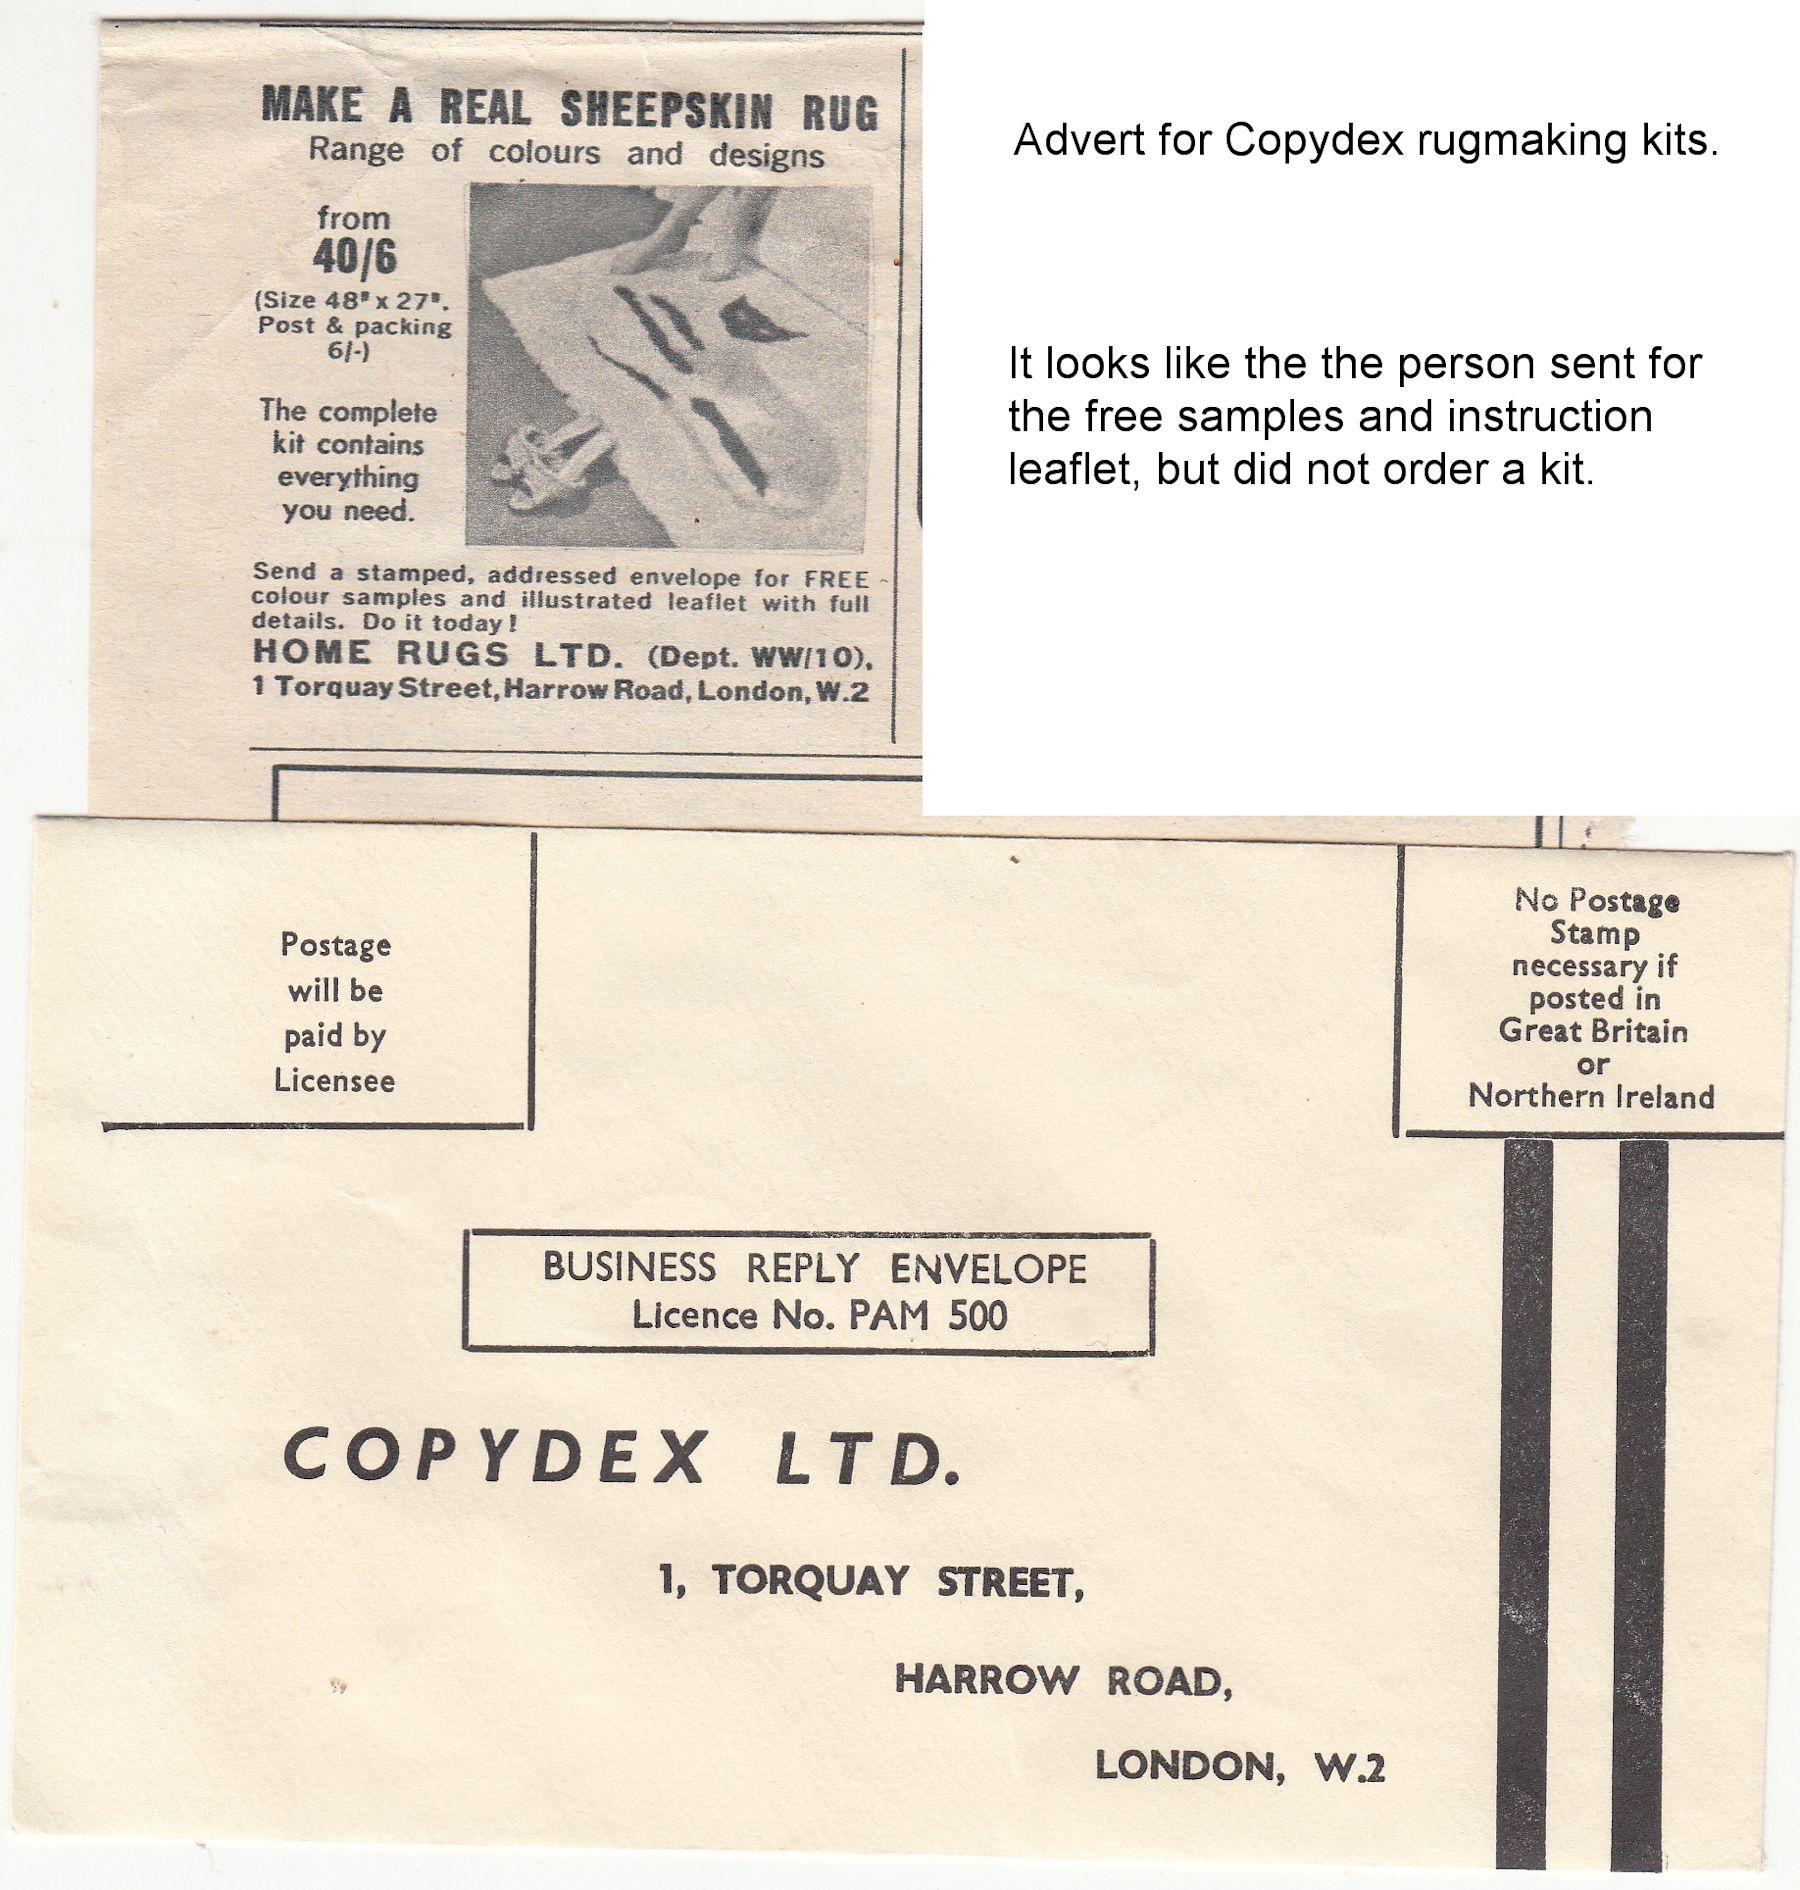 MAKE A REAL SHEEPSKIN RUG
Range of colours and designs
from
40/6
(Size 48" x 27".
Post & packing
6/-)
The complete
kit contains
everything
you need.
Send a stamped, addressed envelope for FREE
colour samples and illustrated leaflet with full
details. Do it today!
HOME RUGS LTD. (Dept. WW/10),
1 Torquay Street, Harrow Road, London, W.2
Advert for Copydex rugmaking kits.
It looks like the the person sent for
the free samples and instruction
leaflet, but did not order a kit.
Postage
will be
paid by
Licensee
No Postage
Stamp
necessary if
posted in
Great Britain
or
Northern Ireland
BUSINESS REPLY ENVELOPE
Licence No. PAM 500
COPYDEX LTD.
1, TORQUAY STREET,
HARROW ROAD,
LONDON, W.2